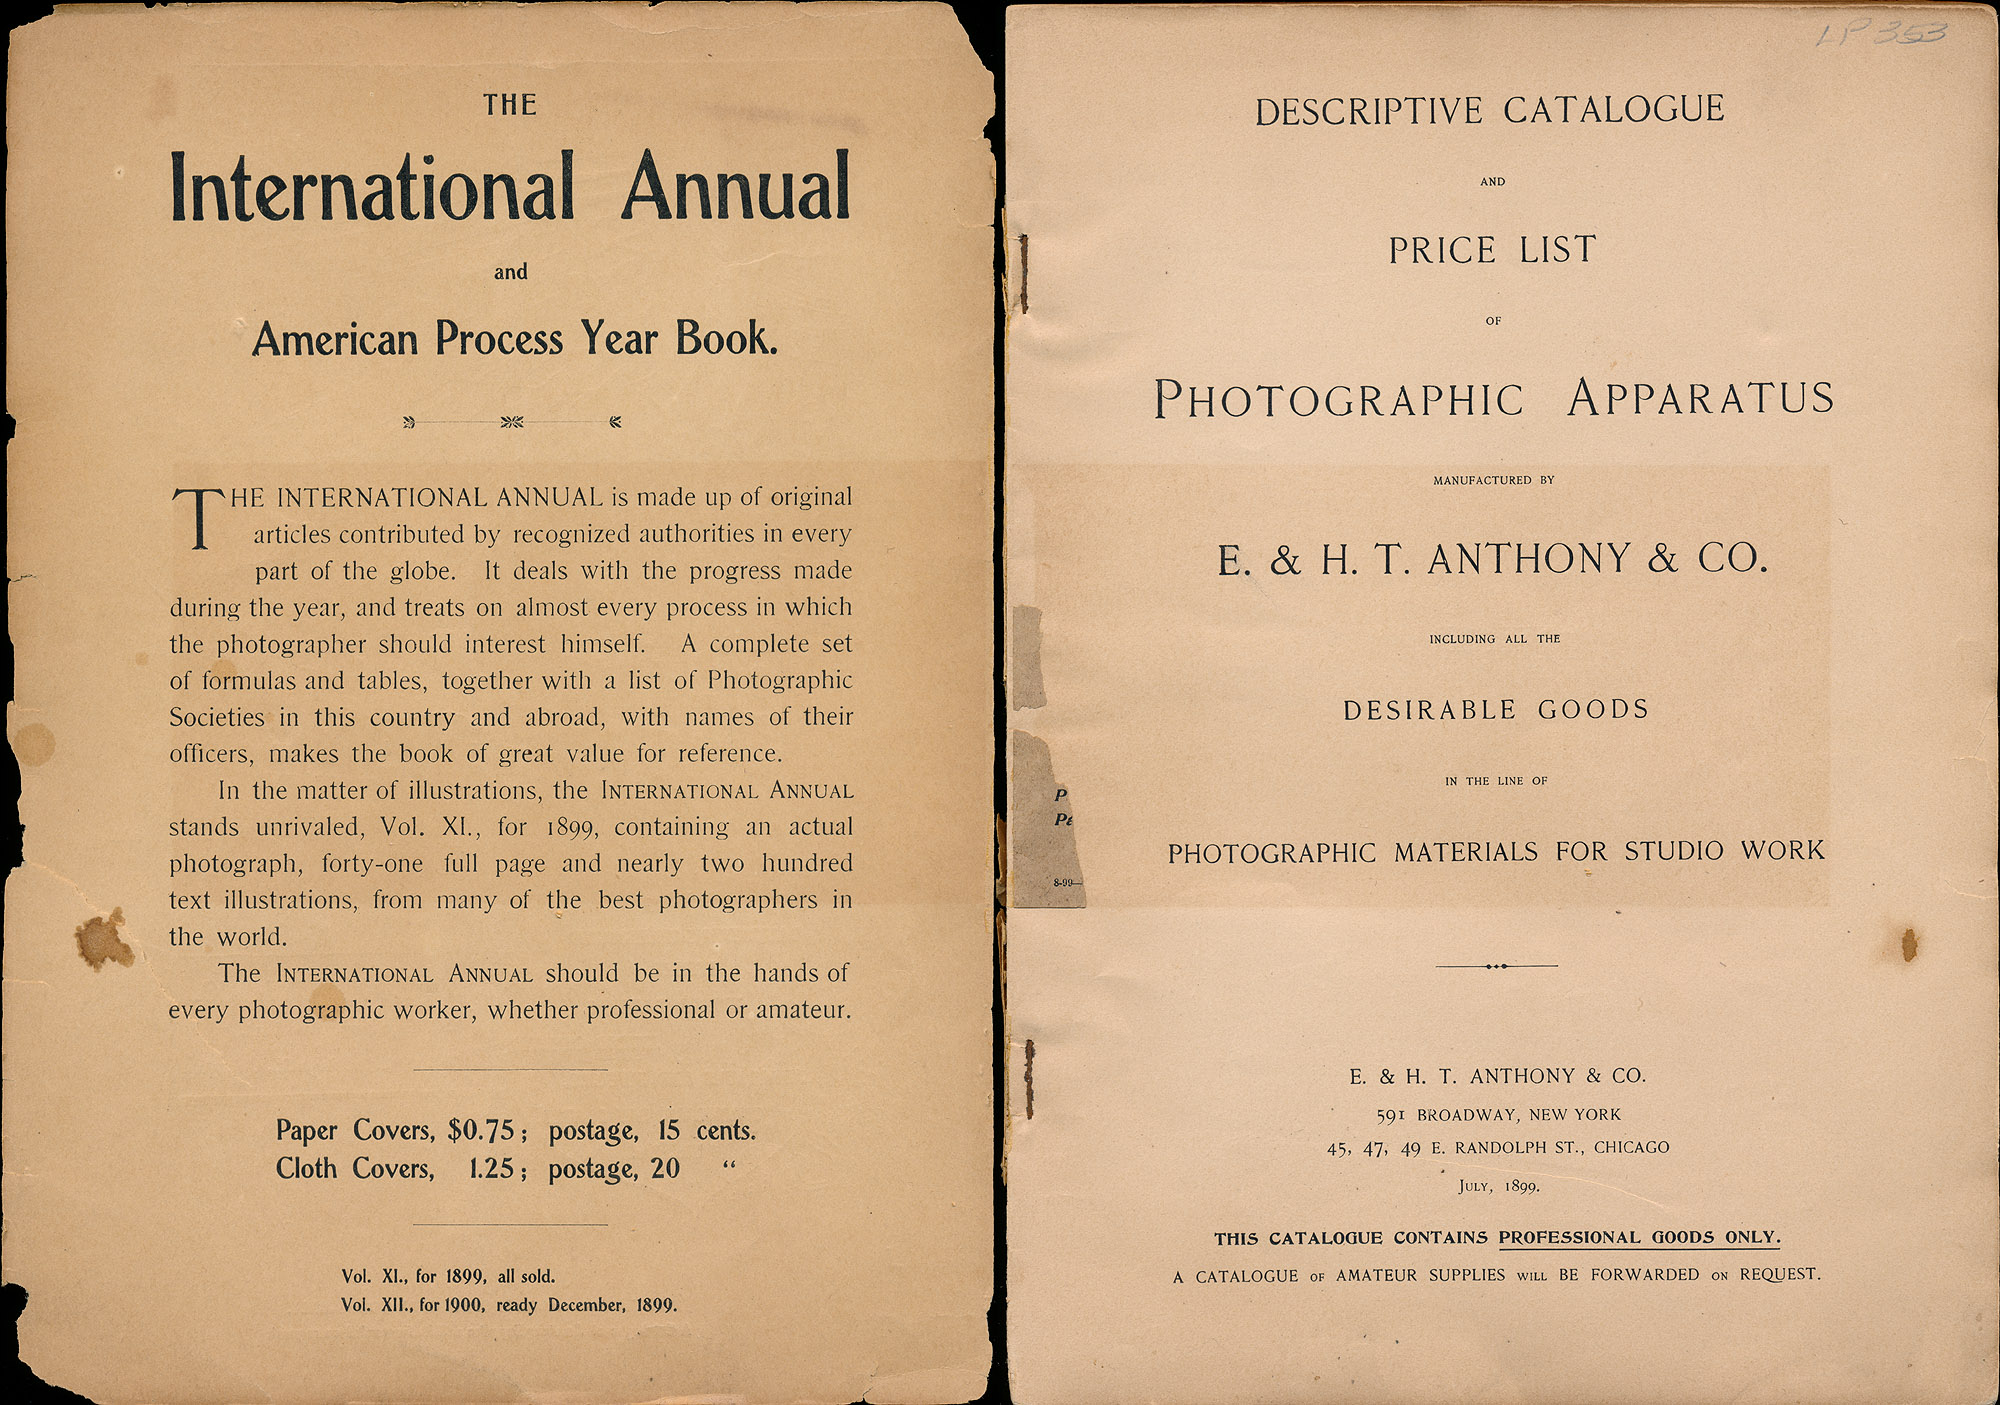 THE
International Annual
and
American Process Year Book.
THE INTERNATIONAL ANNUAL is made up of original
articles contributed by recognized authorities in every
part of the globe. It deals with the progress made
during the year, and treats on almost every process in which
the photographer should interest himself. A complete set
of formulas and tables, together with a list of Photographic
Societies in this country and abroad, with names of their
officers, makes the book of great value for reference.
In the matter of illustrations, the INTERNATIONAL ANNUAL
stands unrivaled, Vol. XI., for 1899, containing an actual
photograph, forty-one full page and nearly two hundred
text illustrations, from many of the best photographers in
the world.
The INTERNATIONAL ANNUAL should be in the hands of
every photographic worker, whether professional or amateur.
Paper Covers, $0.75; postage, 15 cents.
Cloth Covers, 1.25; postage, 20 “
Vol. XI., for 1899, all sold.
Vol. XII., for 1900, ready December, 1899.
LP 353
DESCRIPTIVE CATALOGUE
AND
PRICE LIST
OF
PHOTOGRAPHIC APPARATUS
MANUFACTURED BY
E. & H. T. ANTHONY & CO.
INCLUDING ALL THE
DESIRABLE GOODS
IN THE LINE OF
P
Pa
PHOTOGRAPHIC MATERIALS FOR STUDIO WORK
8-99—
E. & H. T. ANTHONY & CO.
591 BROADWAY, NEW YORK
45, 47, 49 E. RANDOLPH ST., CHICAGO
JULY, 1899.
THIS CATALOGUE CONTAINS PROFESSIONAL GOODS ONLY.
A CATALOGUE OF AMATEUR SUPPLIES WILL BE FORWARDED ON REQUEST.